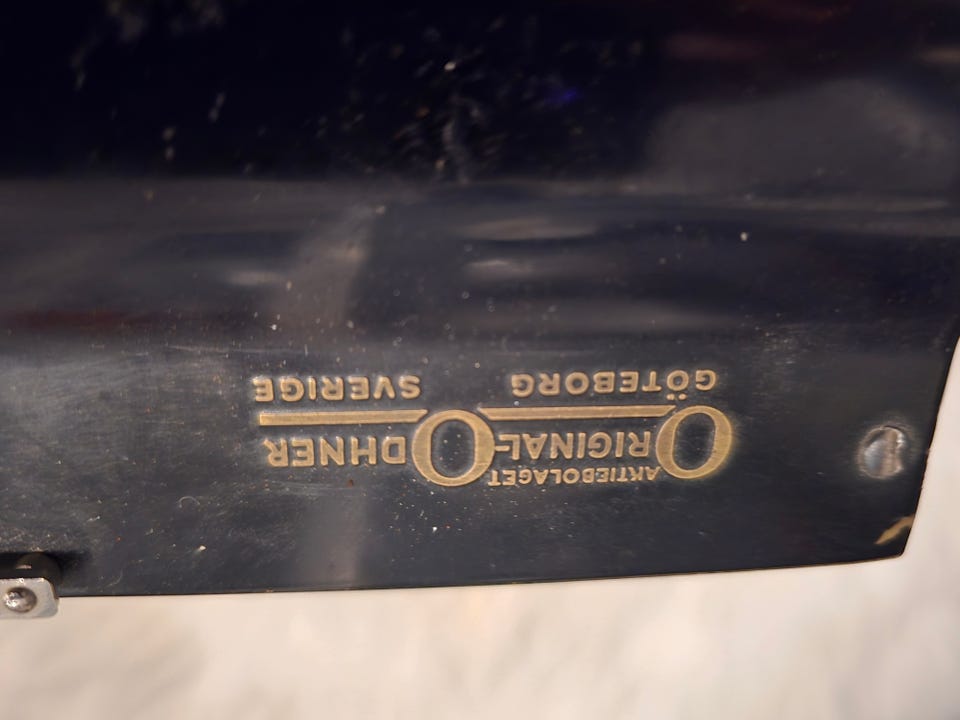 AKTIEBOLAGET
ORIGINAL-ODHNER
GÖTEBORG SVERIGE